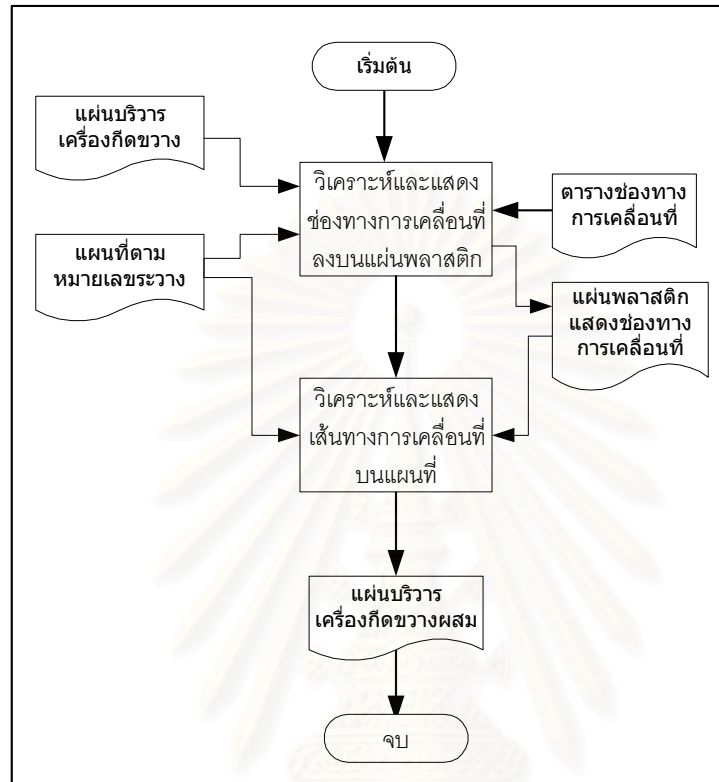 เริ่มต้น
แผ่นบริวาร
เครื่องกีดขวาง
วิเคราะห์และแสดง
ช่องทางการเคลื่อนที่
ลงบนแผ่นพลาสติก
ตารางช่องทาง
การเคลื่อนที่
แผนที่ตาม
หมายเลขระวาง
แผ่นพลาสติก
แสดงช่องทาง
การเคลื่อนที่
วิเคราะห์และแสดง
เส้นทางการเคลื่อนที่
บนแผนที่
แผ่นบริวาร
เครื่องกีดขวางผสม
จบ